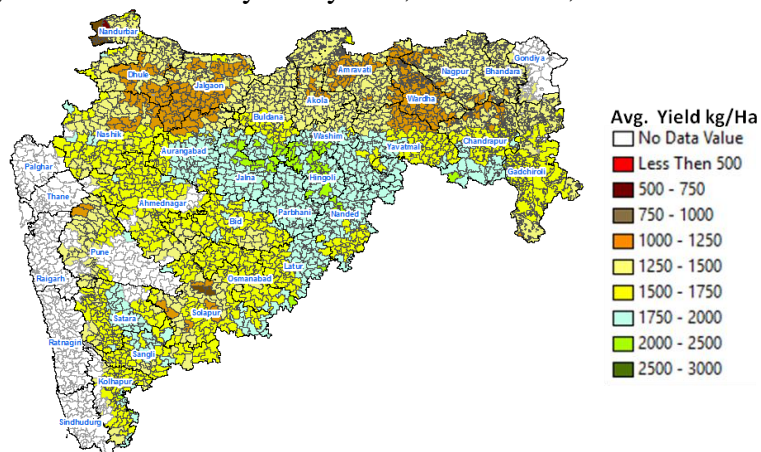 Nandurbar
Dhule
Jalgaon
Amravati
Nagpur
Bhandara
Gondiya
Wardha
Akola
Buldana
Nashik
Washim
Yavatmal
Chandrapur
Aurangabad
Gadchiroli
Palghar
Jalna
Hingoli
Thane
Ahmednagar
Parbhani
Nanded
Bid
Pune
Latur
Raigarh
Osmanabad
Satara
Solapur
Ratnagiri
Sangli
Kolhapur
Sindhudurg
Avg. Yield kg/Ha
No Data Value
Less Then 500
500 - 750
750 - 1000
1000 - 1250
1250 - 1500
1500 - 1750
1750 - 2000
2000 - 2500
2500 - 3000